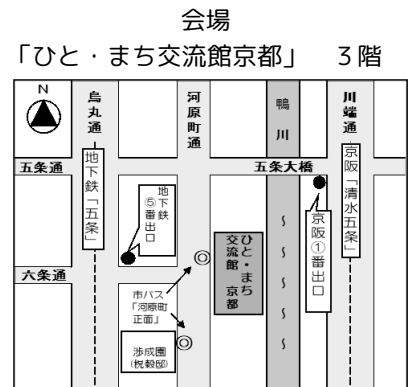 会場
「ひと・まち交流館京都」　3階
N
烏丸通
河原町通
鴨川
川端通
五条通
五条大橋
地下鉄「五条」
地下鉄
⑤番出口
京阪「清水五条」
京阪①番出口
ひと・まち
交流館 京都
六条通
市バス
「河原町
正面」
渉成園
(枳殻邸)